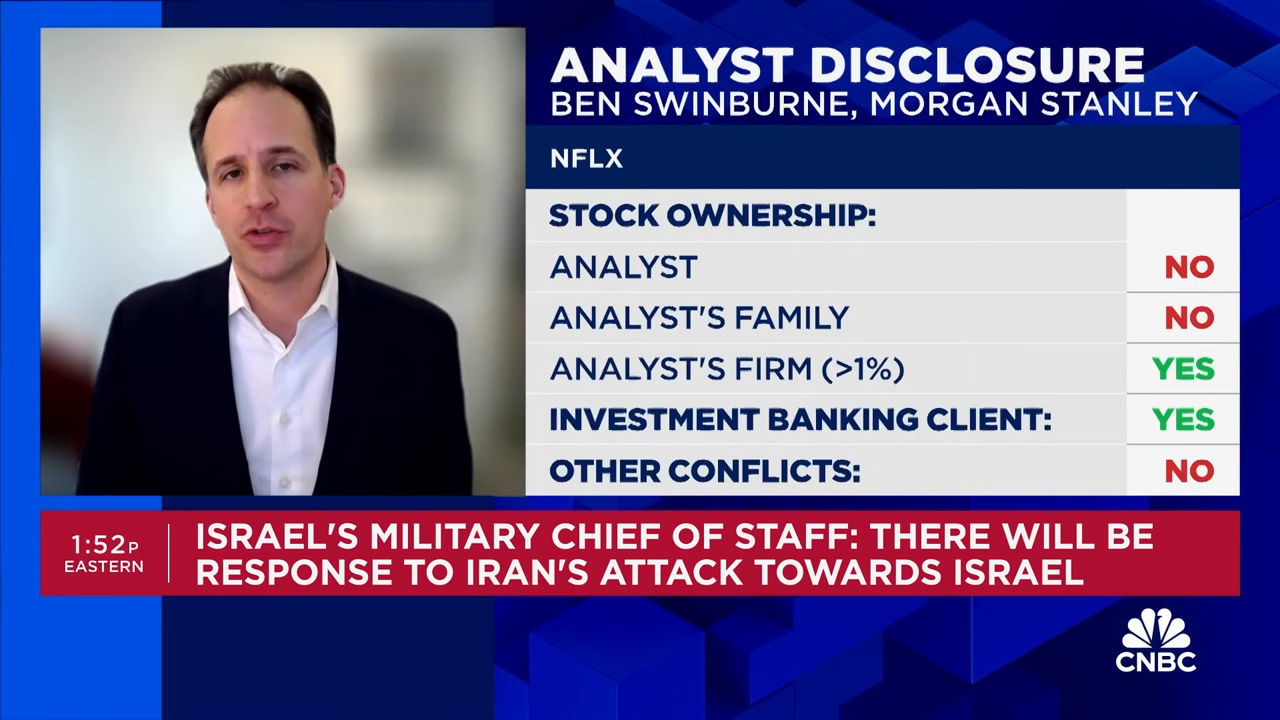 ANALYST DISCLOSURE
BEN SWINBURNE, MORGAN STANLEY
NFLX
STOCK OWNERSHIP:
ANALYST NO
ANALYST'S FAMILY NO
ANALYST'S FIRM (>1%) YES
INVESTMENT BANKING CLIENT: YES
OTHER CONFLICTS: NO
1:52P
EASTERN
ISRAEL'S MILITARY CHIEF OF STAFF: THERE WILL BE
RESPONSE TO IRAN'S ATTACK TOWARDS ISRAEL
CNBC